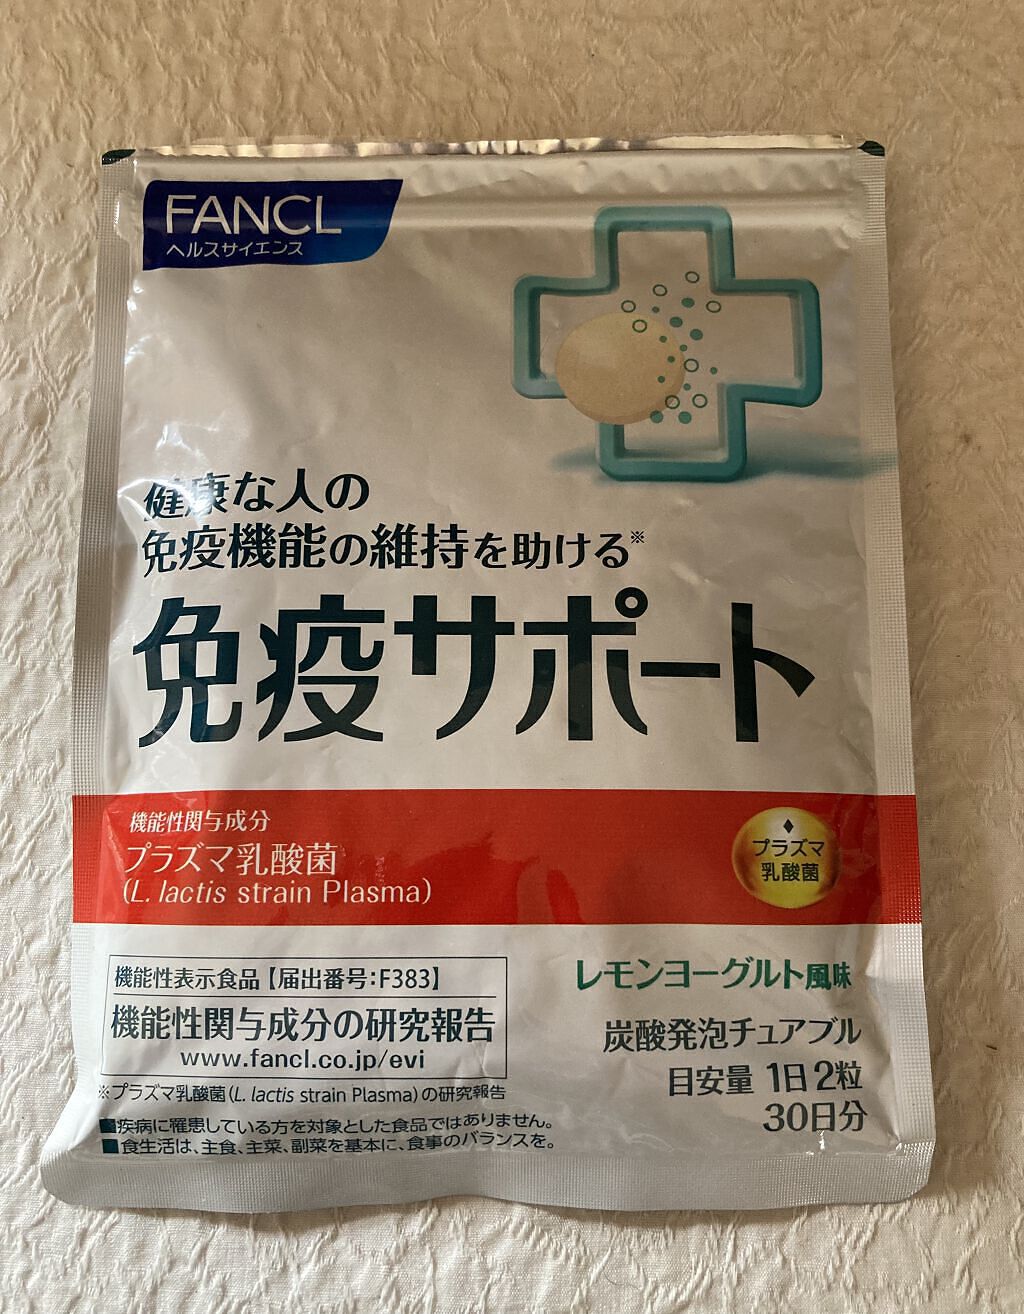 FANCL
ヘルスサイエンス
健康な人の
免疫機能の維持を助ける※
免疫サポート
機能性関与成分
プラズマ乳酸菌
(L. lactis strain Plasma)
プラズマ
乳酸菌
機能性表示食品【届出番号:F383】
機能性関与成分の研究報告
www.fancl.co.jp/evi
※プラズマ乳酸菌(L. lactis strain Plasma)の研究報告
■疾病に罹患している方を対象とした食品ではありません。
■食生活は、主食、主菜、副菜を基本に、食事のバランスを。
レモンヨーグルト風味
炭酸発泡チュアブル
目安量 1日2粒
30日分